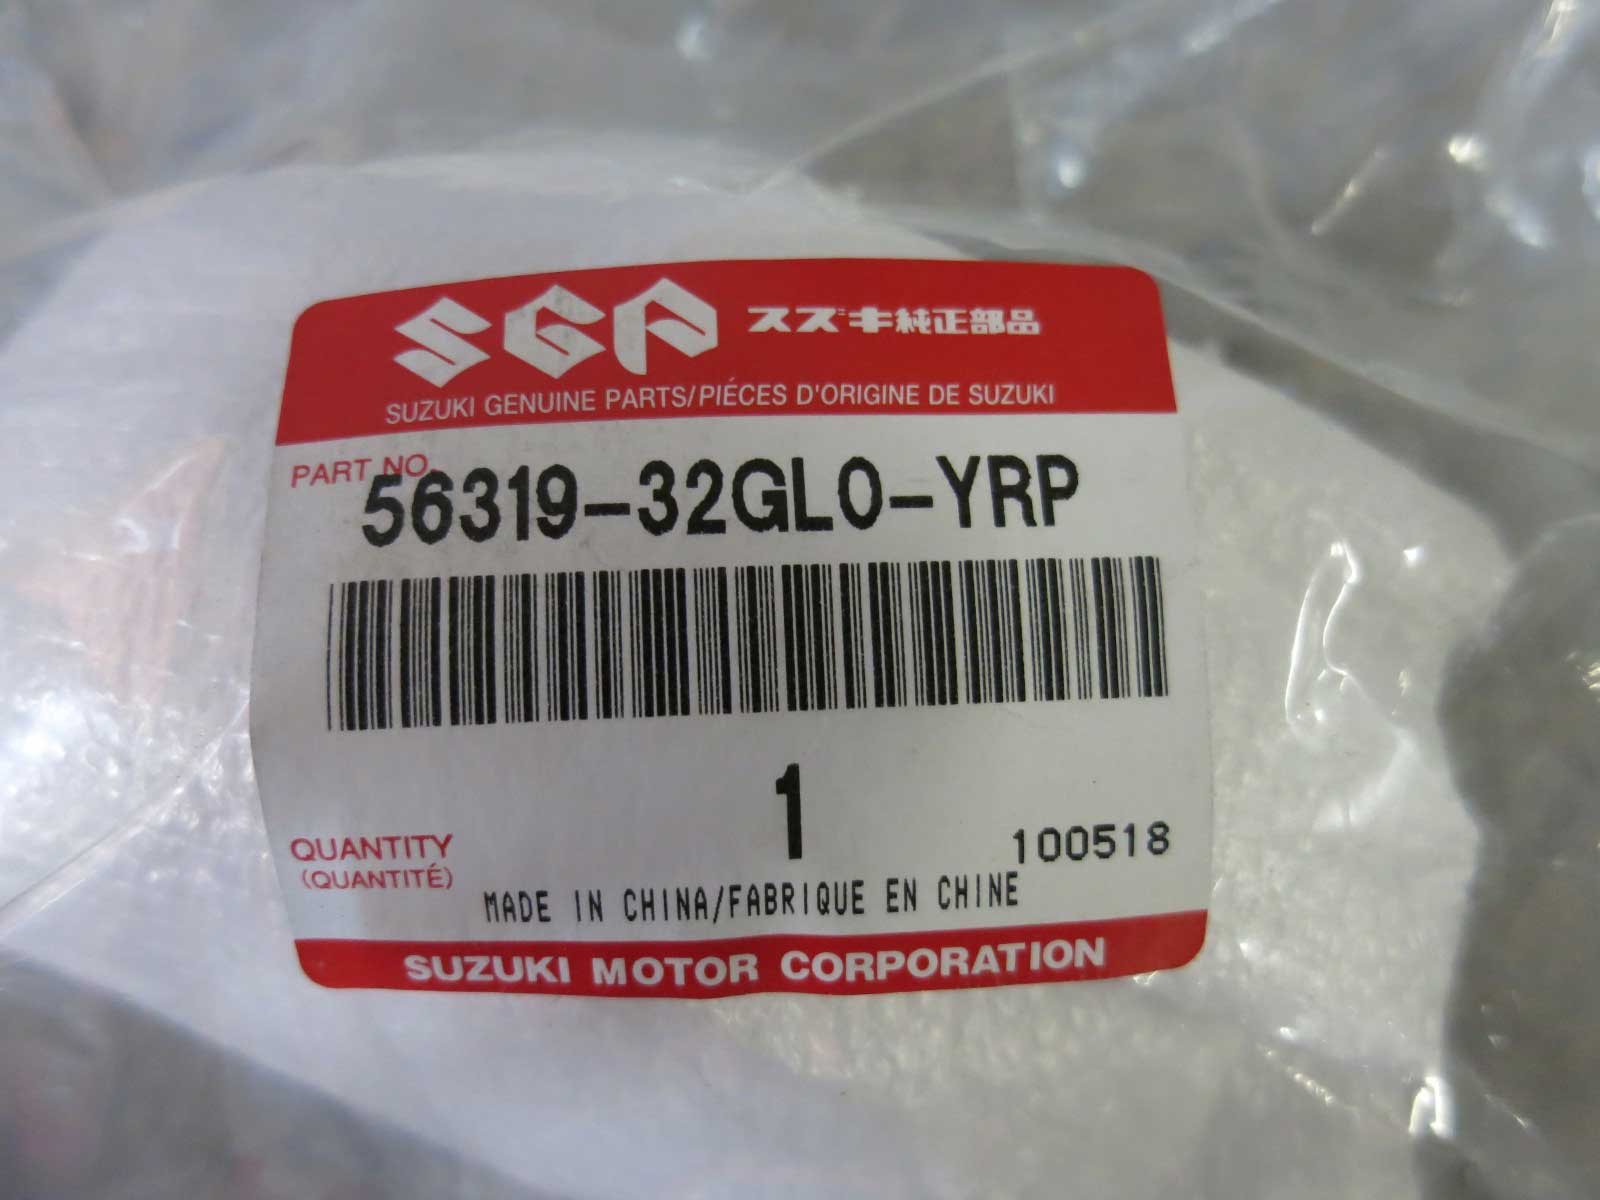 SGP スズキ純正部品
SUZUKI GENUINE PARTS/PIÉCES D'ORIGINE DE SUZUKI
PART NO.
56319-32GL0-YRP
1
QUANTITY
(QUANTITÉ)
100518
MADE IN CHINA/FABRIQUE EN CHINE
SUZUKI MOTOR CORPORATION